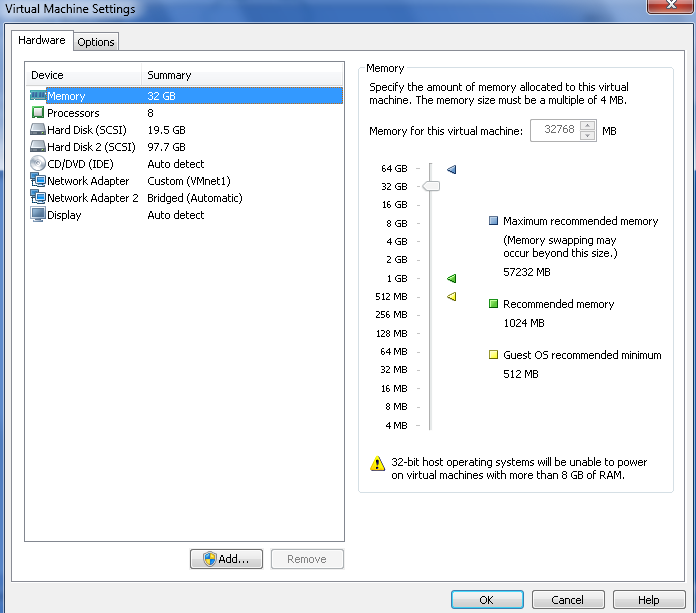 Virtual Machine Settings
Hardware
Options
Device Summary
Memory 32 GB
Processors 8
Hard Disk (SCSI) 19.5 GB
Hard Disk 2 (SCSI) 97.7 GB
CD/DVD (IDE) Auto detect
Network Adapter Custom (VMnet1)
Network Adapter 2 Bridged (Automatic)
Display Auto detect
Add...
Remove
Memory
Specify the amount of memory allocated to this virtual
machine. The memory size must be a multiple of 4 MB.
Memory for this virtual machine: 32768 MB
64 GB
32 GB
16 GB
8 GB
4 GB
2 GB
1 GB
512 MB
256 MB
128 MB
64 MB
32 MB
16 MB
8 MB
4 MB
Maximum recommended memory
(Memory swapping may
occur beyond this size.)
57232 MB
Recommended memory
1024 MB
Guest OS recommended minimum
512 MB
32-bit host operating systems will be unable to power
on virtual machines with more than 8 GB of RAM.
OK
Cancel
Help